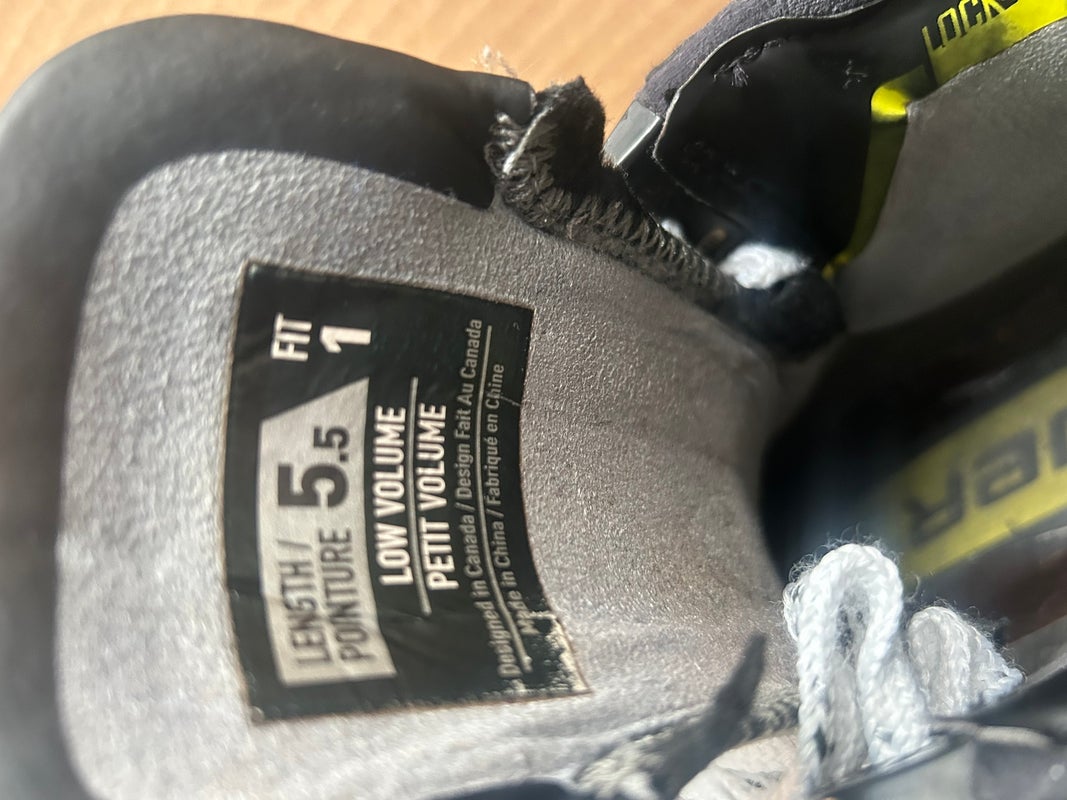 LENGTH /
POINTURE
5.5
FIT
1
LOW VOLUME
PETIT VOLUME
Designed in Canada / Design Fait Au Canada
Made in China / Fabriqué en Chine